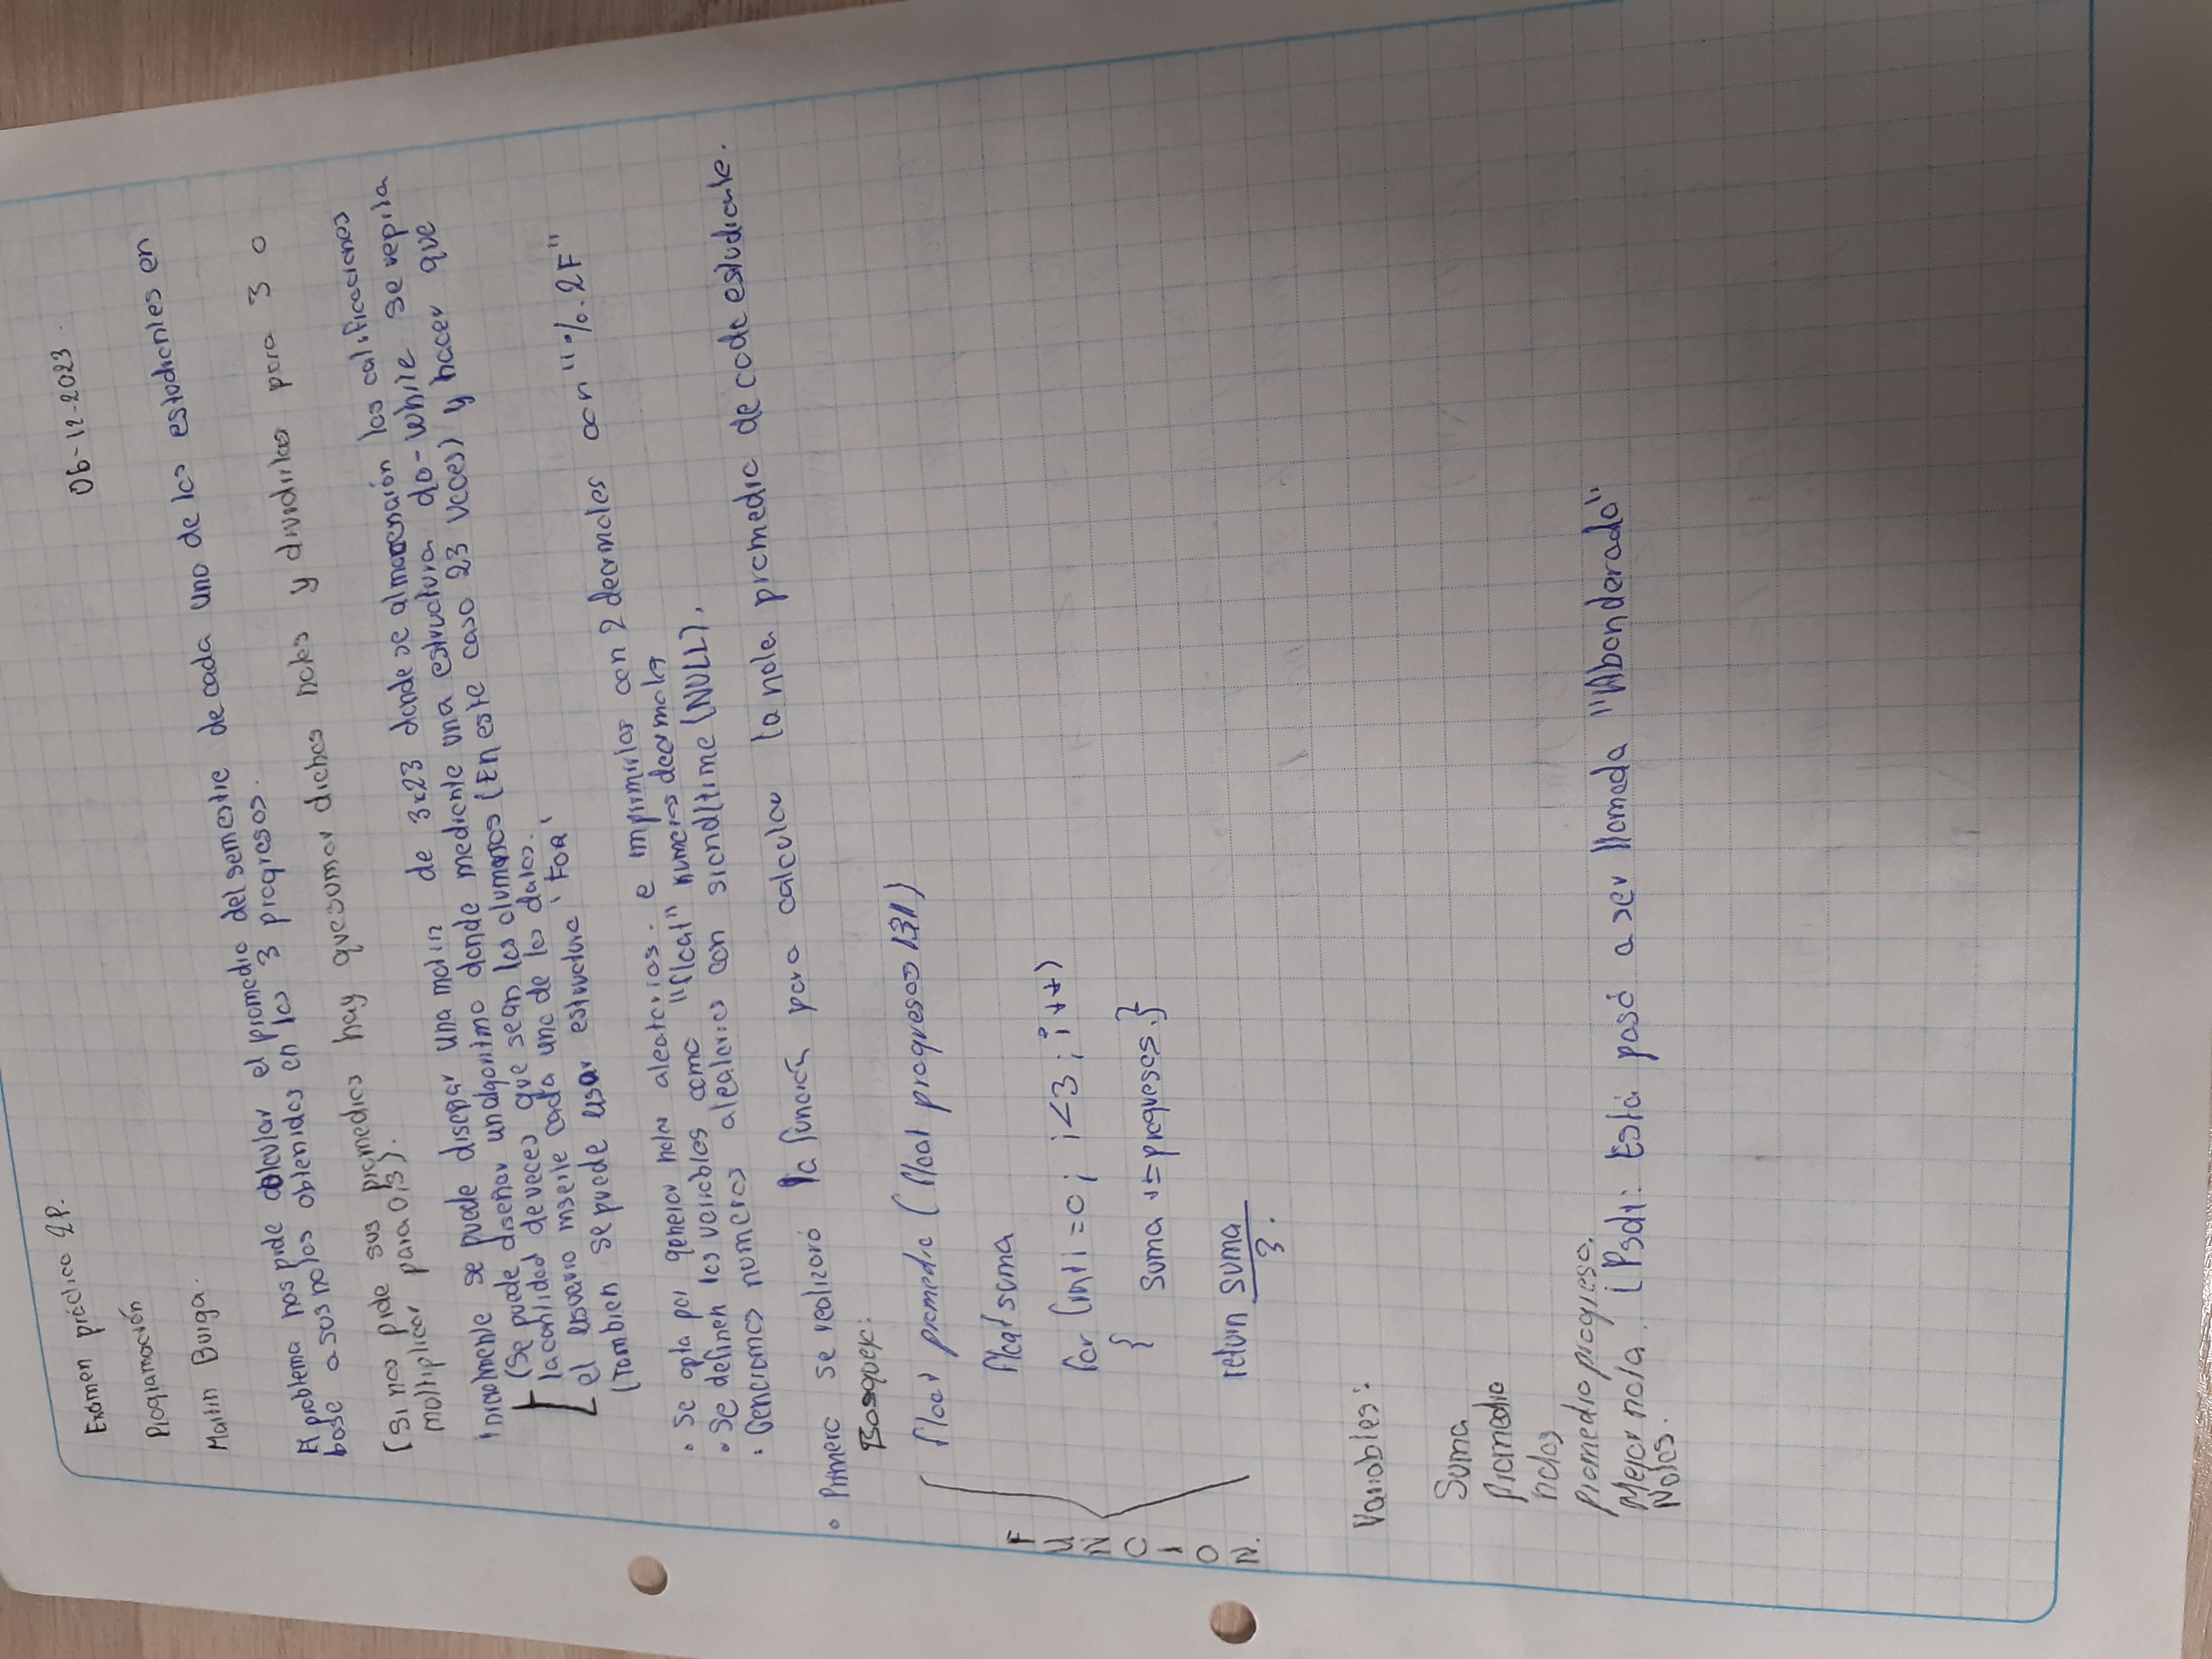 Examen práctico 2P.
06-12-2023.
Programación
Martin Burga.
El problema nos pide calcular el promedio del semestre de cada uno de los estudientes en
base a sus notas obtenidas en los 3 progresos.
(Si nos pide sus promedios hay que sumar dichas notas y dividirlas para 3 o
multiplicar para 0,3).
Inicialmente se puede diseñar una matriz de 3x23 donde se almacenarón las calificaciones
(Se puede diseñar un algoritmo donde mediente una estructura do-while se repita
la cantidad de veces que sean los alumnos (En este caso 23 veces) y hacer que
el usuario inserte cada uno de los datos.
(Tambien se puede usar estructura 'FOR'
• Se opta por generar notas aleatorias. e imprimirlas con 2 decimales con "%.2F"
• Se definen las variables como "float" numeros decimales
• Generamos numeros aleatorios con srand(time(NULL).
• Primero se realizará la función para calcular la nota promedio de cada estudiante.
Bosquejo:
float promedio (float progresos [3])
float suma
for (int i = 0; i<3; i++)
{ suma += progresos.}
return suma
3.
FUNCION.
Variables:
Suma
Promedio
notas
promedio progreso.
Mejor nota. (Psdt: Está pasó a ser llamada "Abanderado"
Notas.